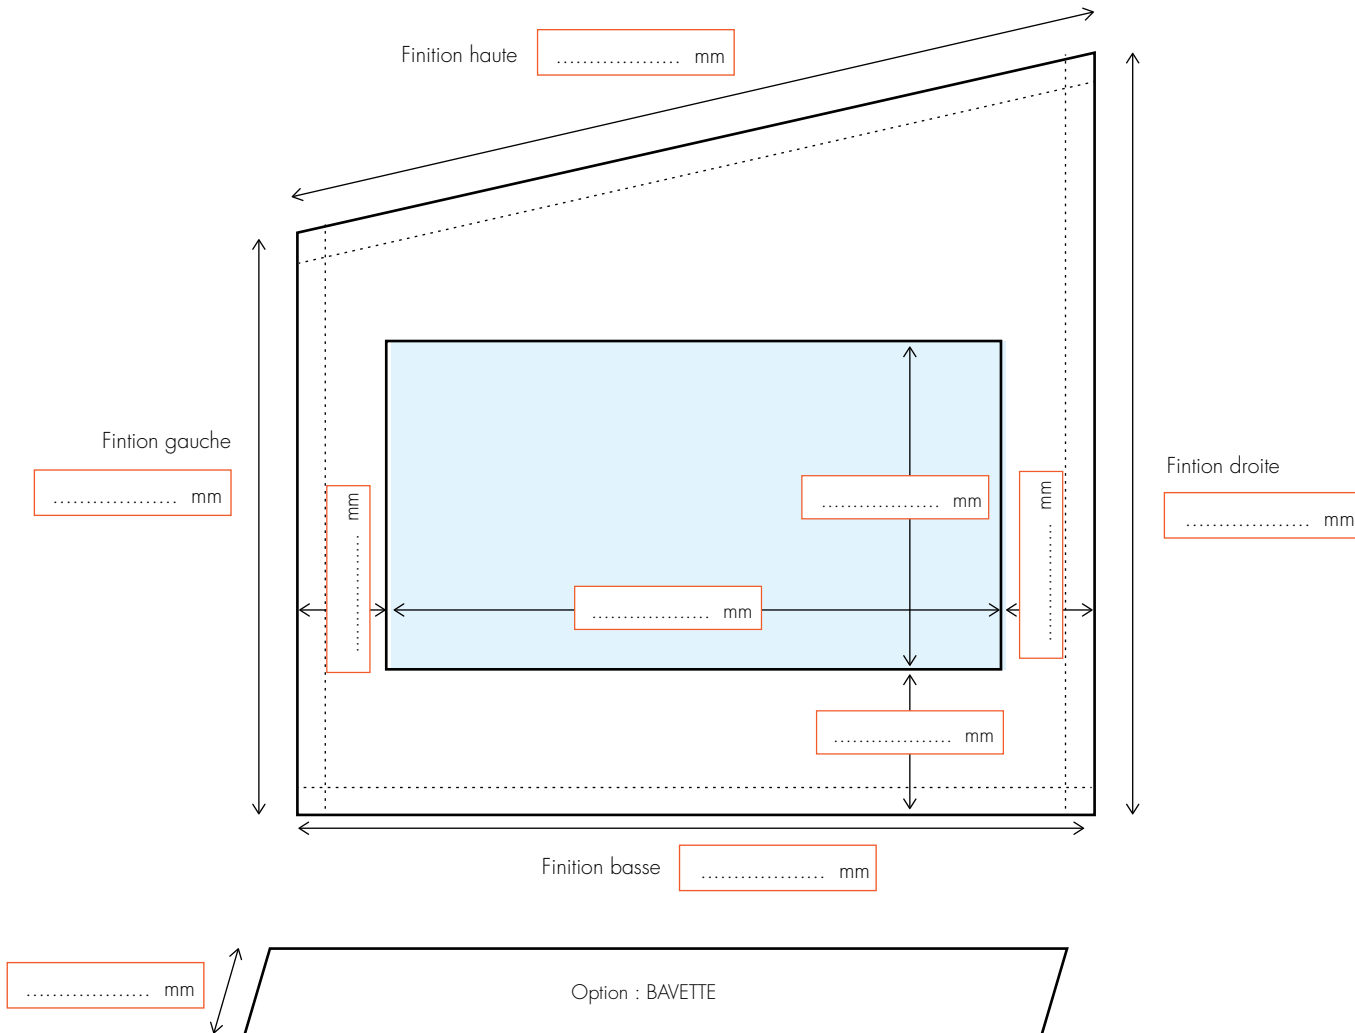 Finition haute ................... mm
Fintion gauche
................... mm
mm ...................
................... mm
mm ...................
Fintion droite
................... mm
................... mm
................... mm
Finition basse ................... mm
................... mm
Option : BAVETTE